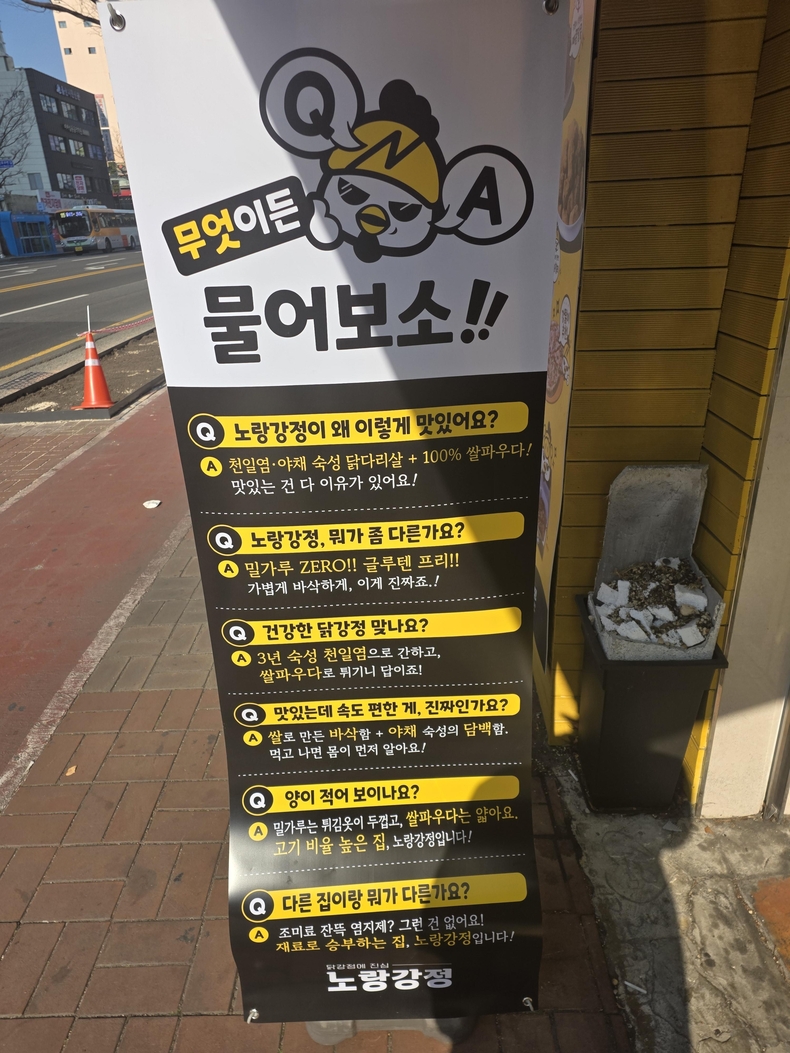 Q N A
무엇이든
물어보소!!
Q 노랑강정이 왜 이렇게 맛있어요?
A 천일염·야채 숙성 닭다리살 + 100% 쌀파우다!
맛있는 건 다 이유가 있어요!
Q 노랑강정, 뭐가 좀 다른가요?
A 밀가루 ZERO!! 글루텐 프리!!
가볍게 바삭하게, 이게 진짜죠.!
Q 건강한 닭강정 맞나요?
A 3년 숙성 천일염으로 간하고,
쌀파우다로 튀기니 답이죠!
Q 맛있는데 속도 편한 게, 진짜인가요?
A 쌀로 만든 바삭함 + 야채 숙성의 담백함.
먹고 나면 몸이 먼저 알아요!
Q 양이 적어 보이나요?
A 밀가루는 튀김옷이 두껍고, 쌀파우다는 얇아요.
고기 비율 높은 집, 노랑강정입니다!
Q 다른 집이랑 뭐가 다른가요?
A 조미료 잔뜩 염지제? 그런 건 없어요!
재료로 승부하는 집, 노랑강정입니다!
닭강정에 진심
노랑강정